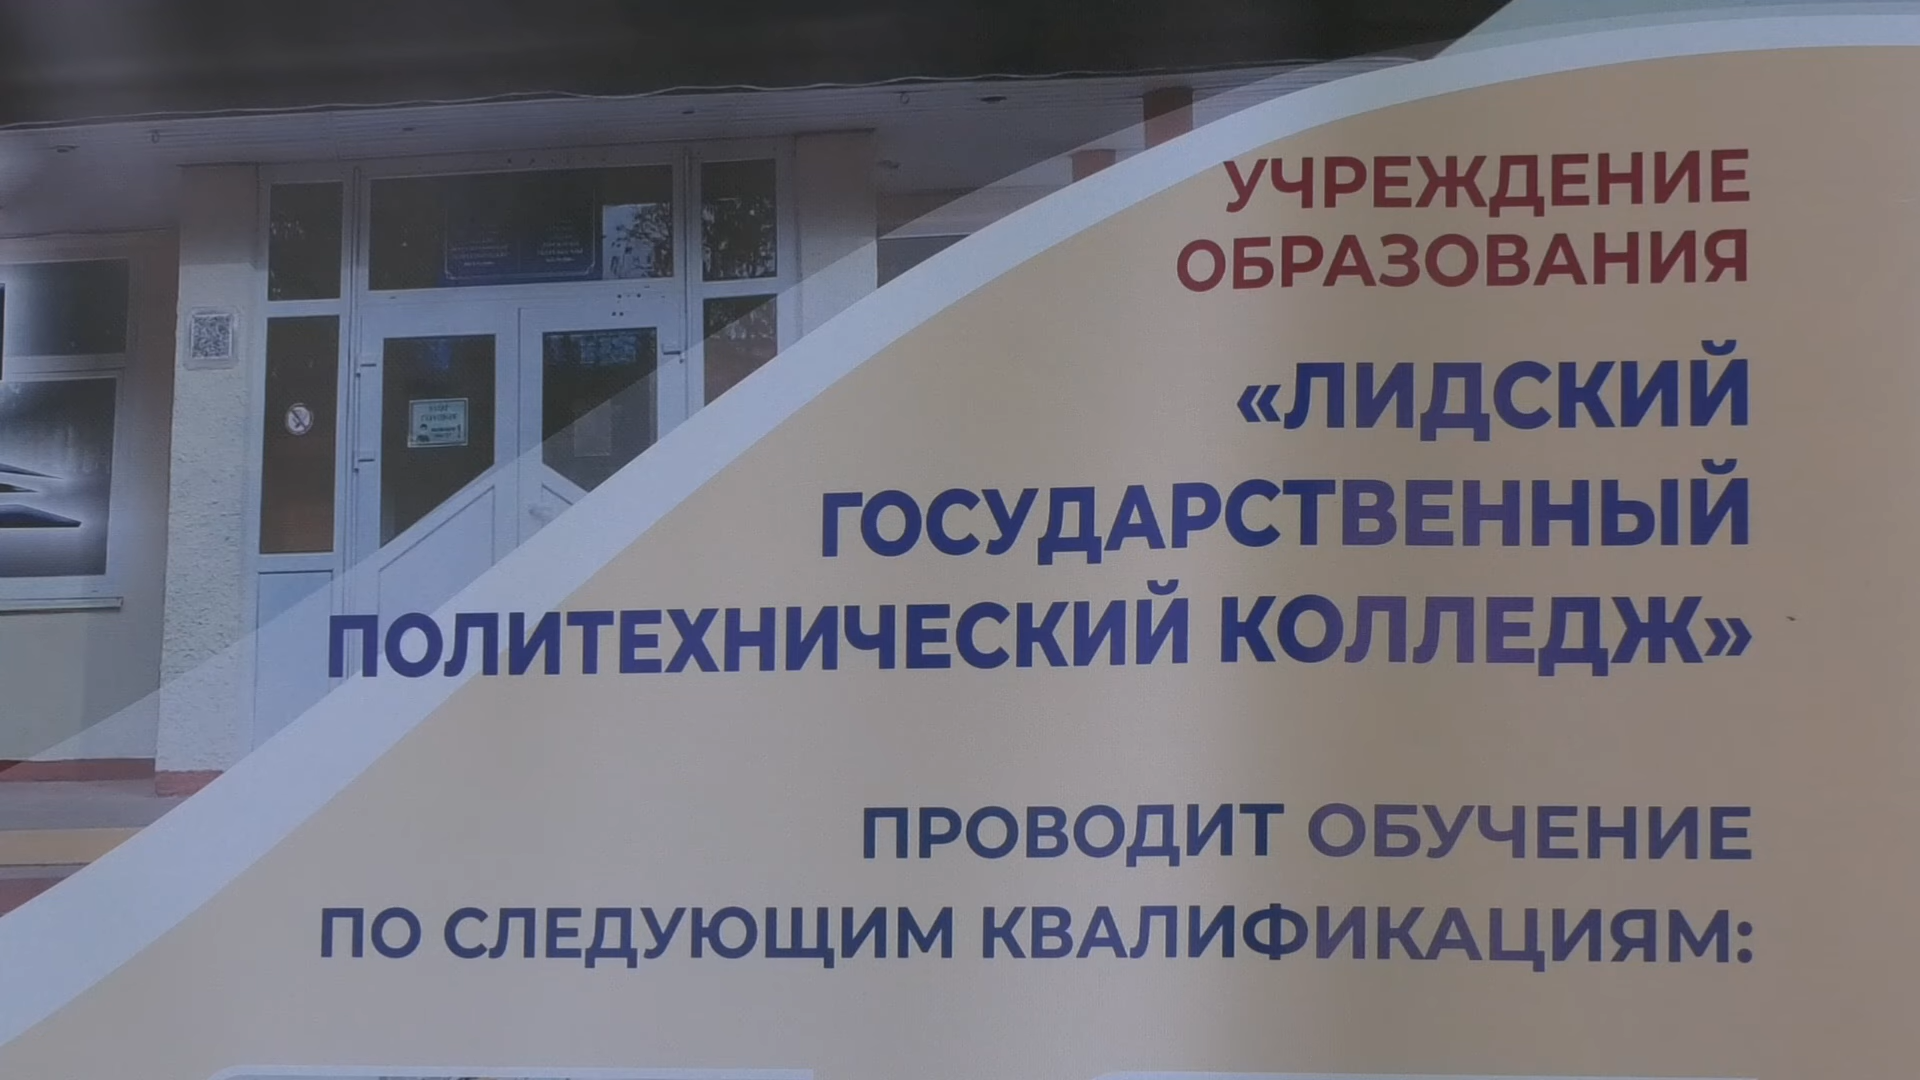 УЧРЕЖДЕНИЕ
ОБРАЗОВАНИЯ
«ЛИДСКИЙ
ГОСУДАРСТВЕННЫЙ
ПОЛИТЕХНИЧЕСКИЙ КОЛЛЕДЖ»
ПРОВОДИТ ОБУЧЕНИЕ
ПО СЛЕДУЮЩИМ КВАЛИФИКАЦИЯМ: